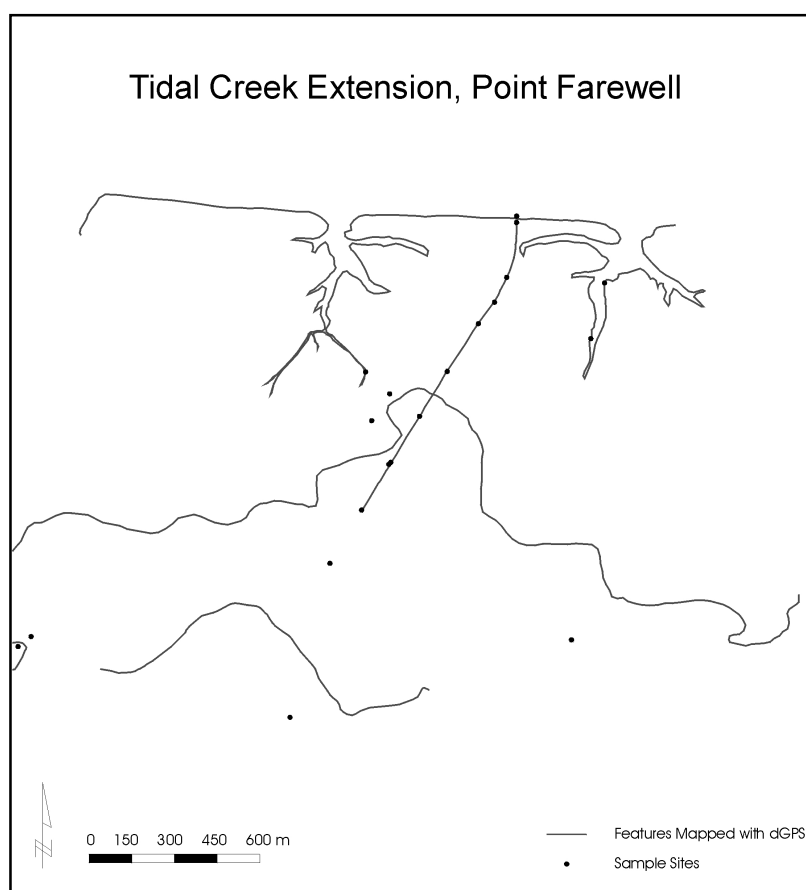 Tidal Creek Extension, Point Farewell
0 150 300 450 600 m
Features Mapped with dGPS
Sample Sites
N